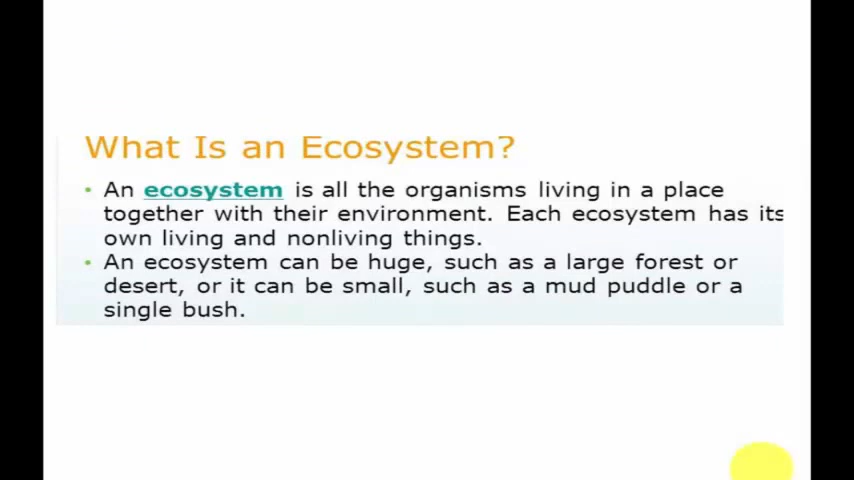 What Is an Ecosystem?
• An ecosystem is all the organisms living in a place
together with their environment. Each ecosystem has its
own living and nonliving things.
• An ecosystem can be huge, such as a large forest or
desert, or it can be small, such as a mud puddle or a
single bush.